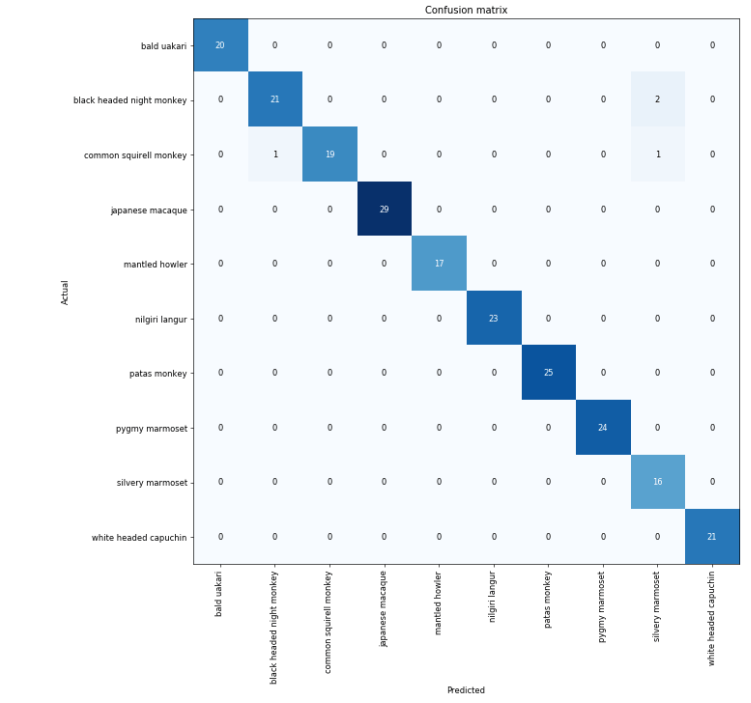 Confusion matrix
bald uakari 20 0 0 0 0 0 0 0 0 0
black headed night monkey 0 21 0 0 0 0 0 0 2 0
common squirell monkey 0 1 19 0 0 0 0 0 1 0
japanese macaque 0 0 0 29 0 0 0 0 0 0
mantled howler 0 0 0 0 17 0 0 0 0 0
Actual
nilgiri langur 0 0 0 0 0 23 0 0 0 0
patas monkey 0 0 0 0 0 0 25 0 0 0
pygmy marmoset 0 0 0 0 0 0 0 24 0 0
silvery marmoset 0 0 0 0 0 0 0 0 16 0
white headed capuchin 0 0 0 0 0 0 0 0 0 21
bald uakari
black headed night monkey
common squirell monkey
japanese macaque
mantled howler
nilgiri langur
patas monkey
pygmy marmoset
silvery marmoset
white headed capuchin
Predicted